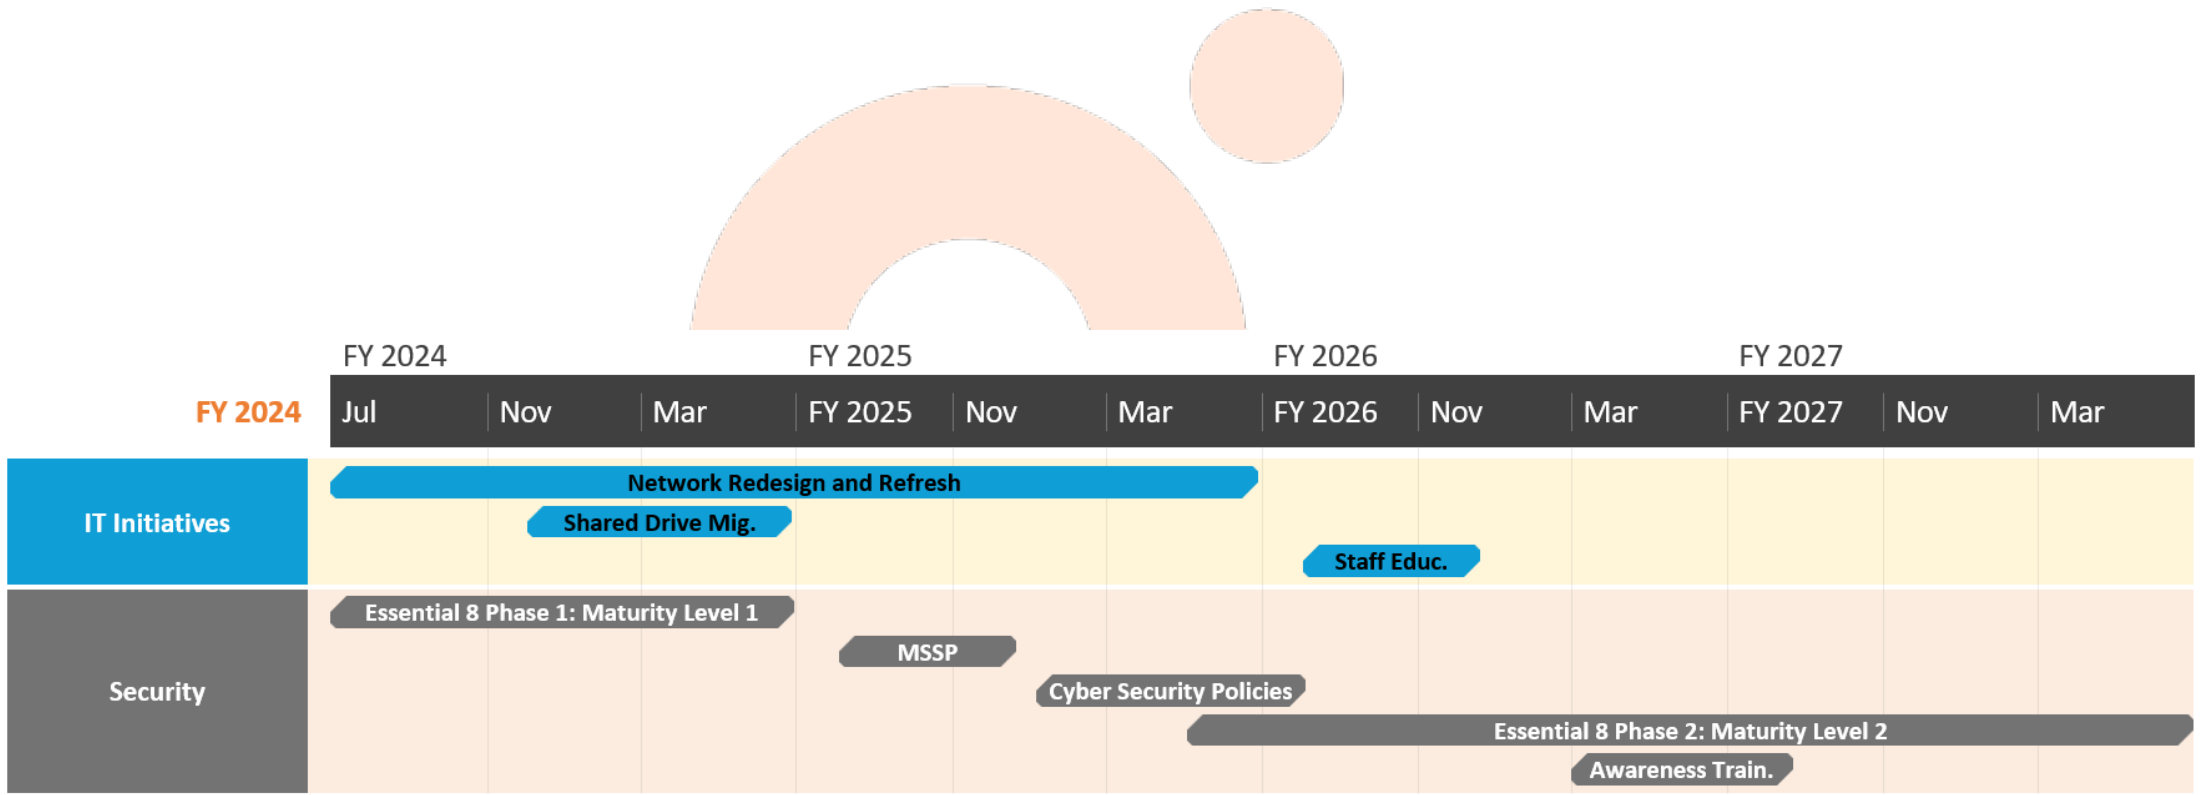 FY 2024 FY 2025 FY 2026 FY 2027
FY 2024 Jul Nov Mar FY 2025 Nov Mar FY 2026 Nov Mar FY 2027 Nov Mar
IT Initiatives
Network Redesign and Refresh
Shared Drive Mig.
Staff Educ.
Security
Essential 8 Phase 1: Maturity Level 1
MSSP
Cyber Security Policies
Essential 8 Phase 2: Maturity Level 2
Awareness Train.